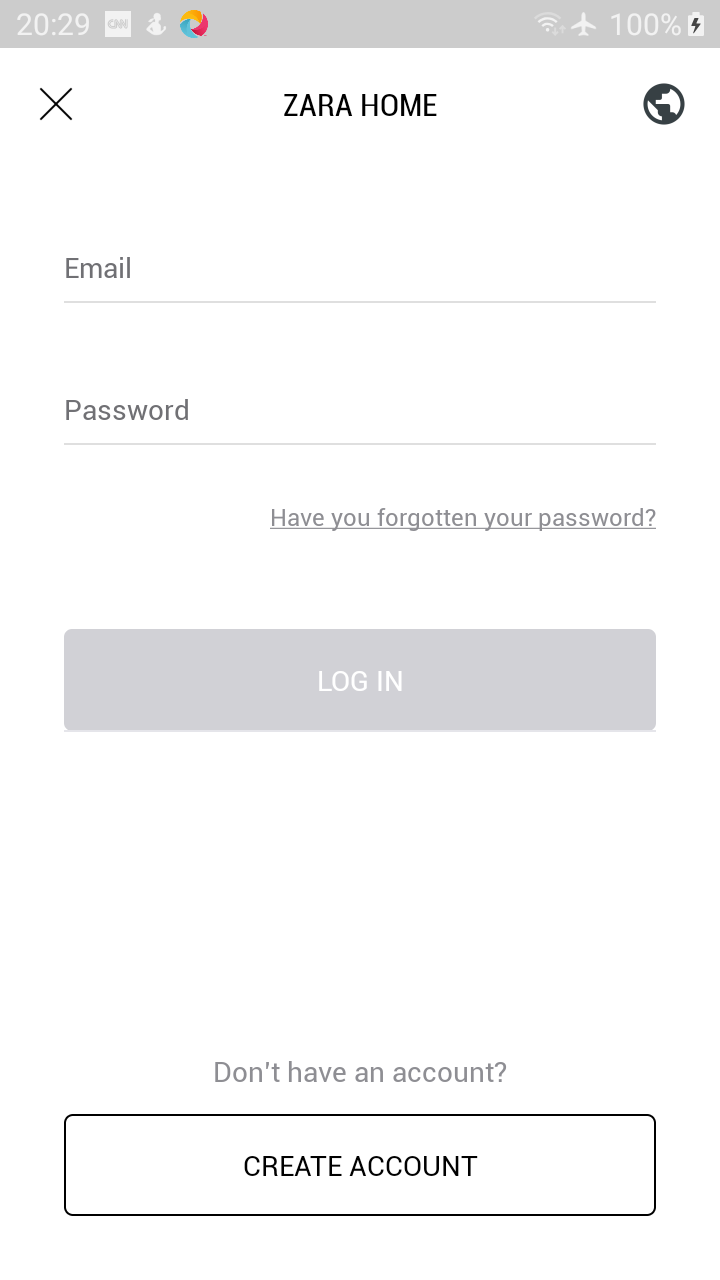 20:29 CNN 100%
ZARA HOME
Email
Password
Have you forgotten your password?
LOG IN
Don't have an account?
CREATE ACCOUNT